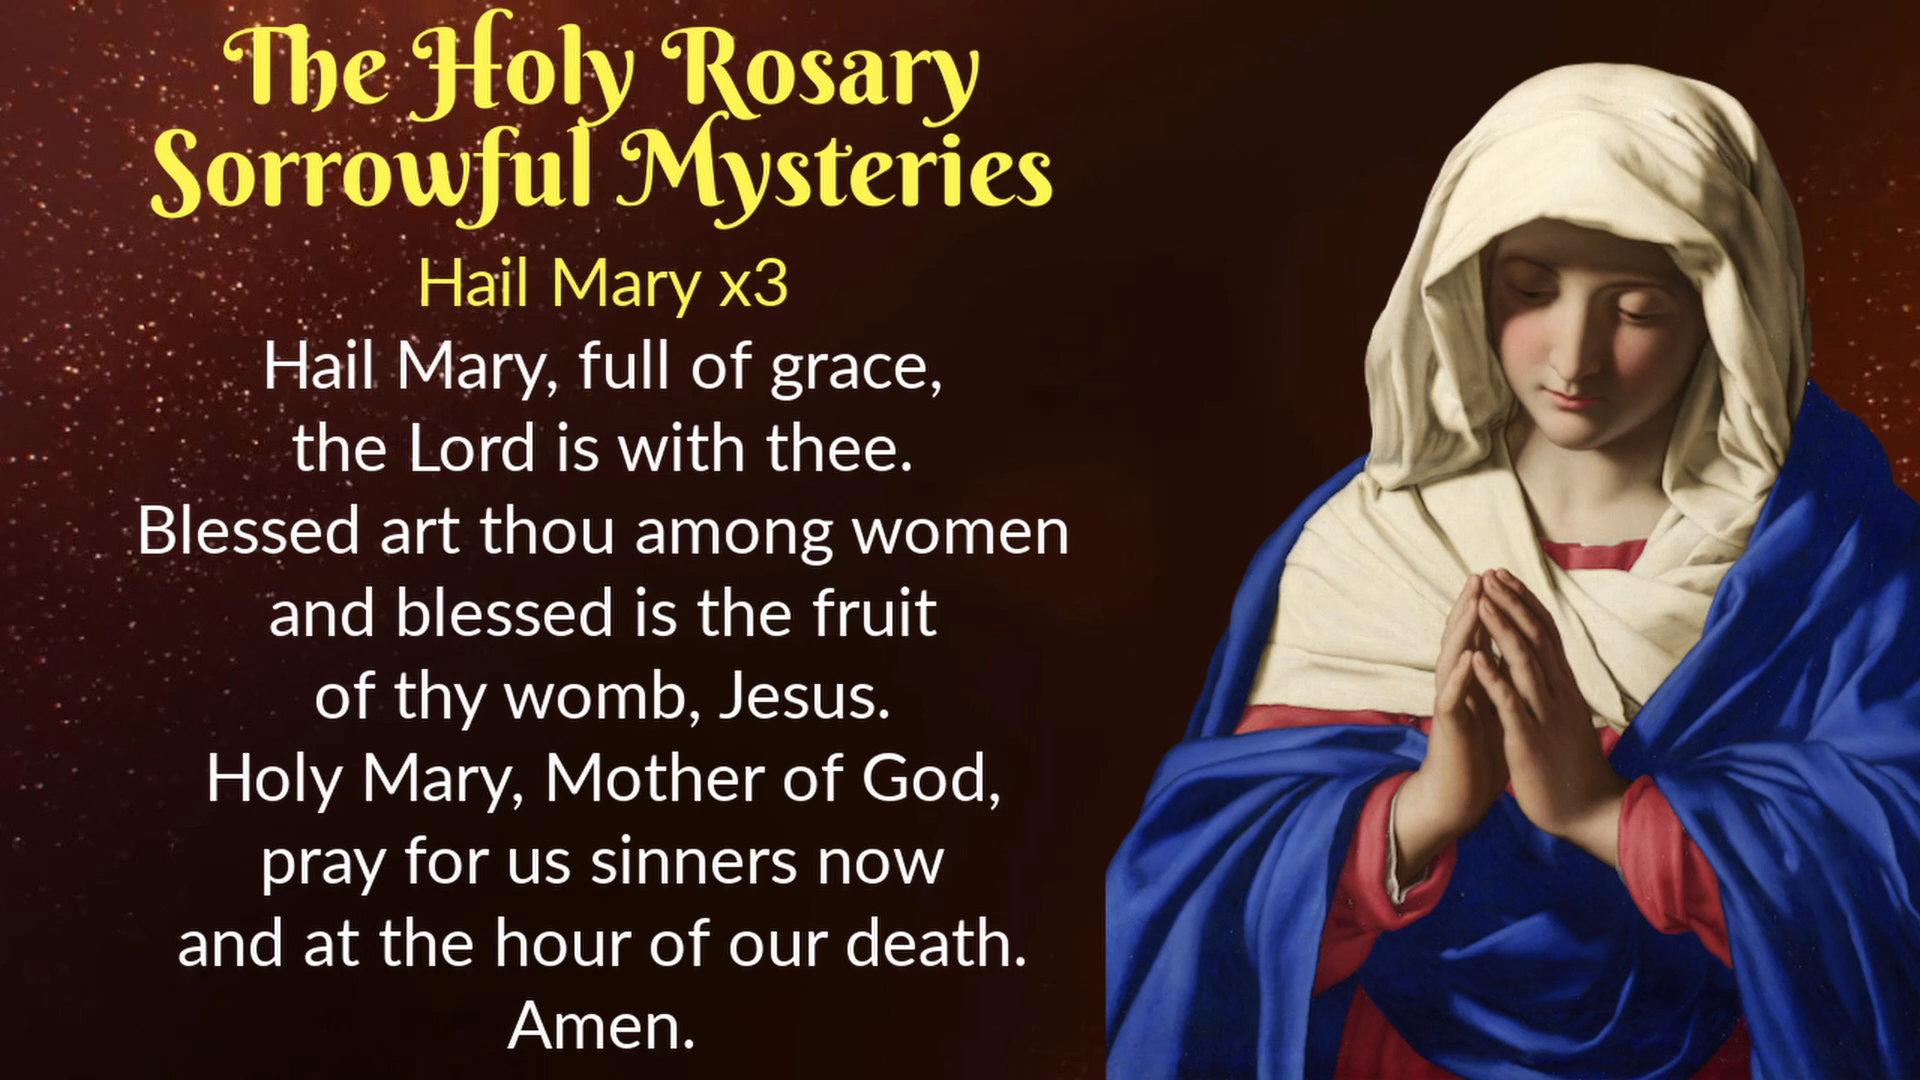 The Holy Rosary
Sorrowful Mysteries
Hail Mary x3
Hail Mary, full of grace,
the Lord is with thee.
Blessed art thou among women
and blessed is the fruit
of thy womb, Jesus.
Holy Mary, Mother of God,
pray for us sinners now
and at the hour of our death.
Amen.